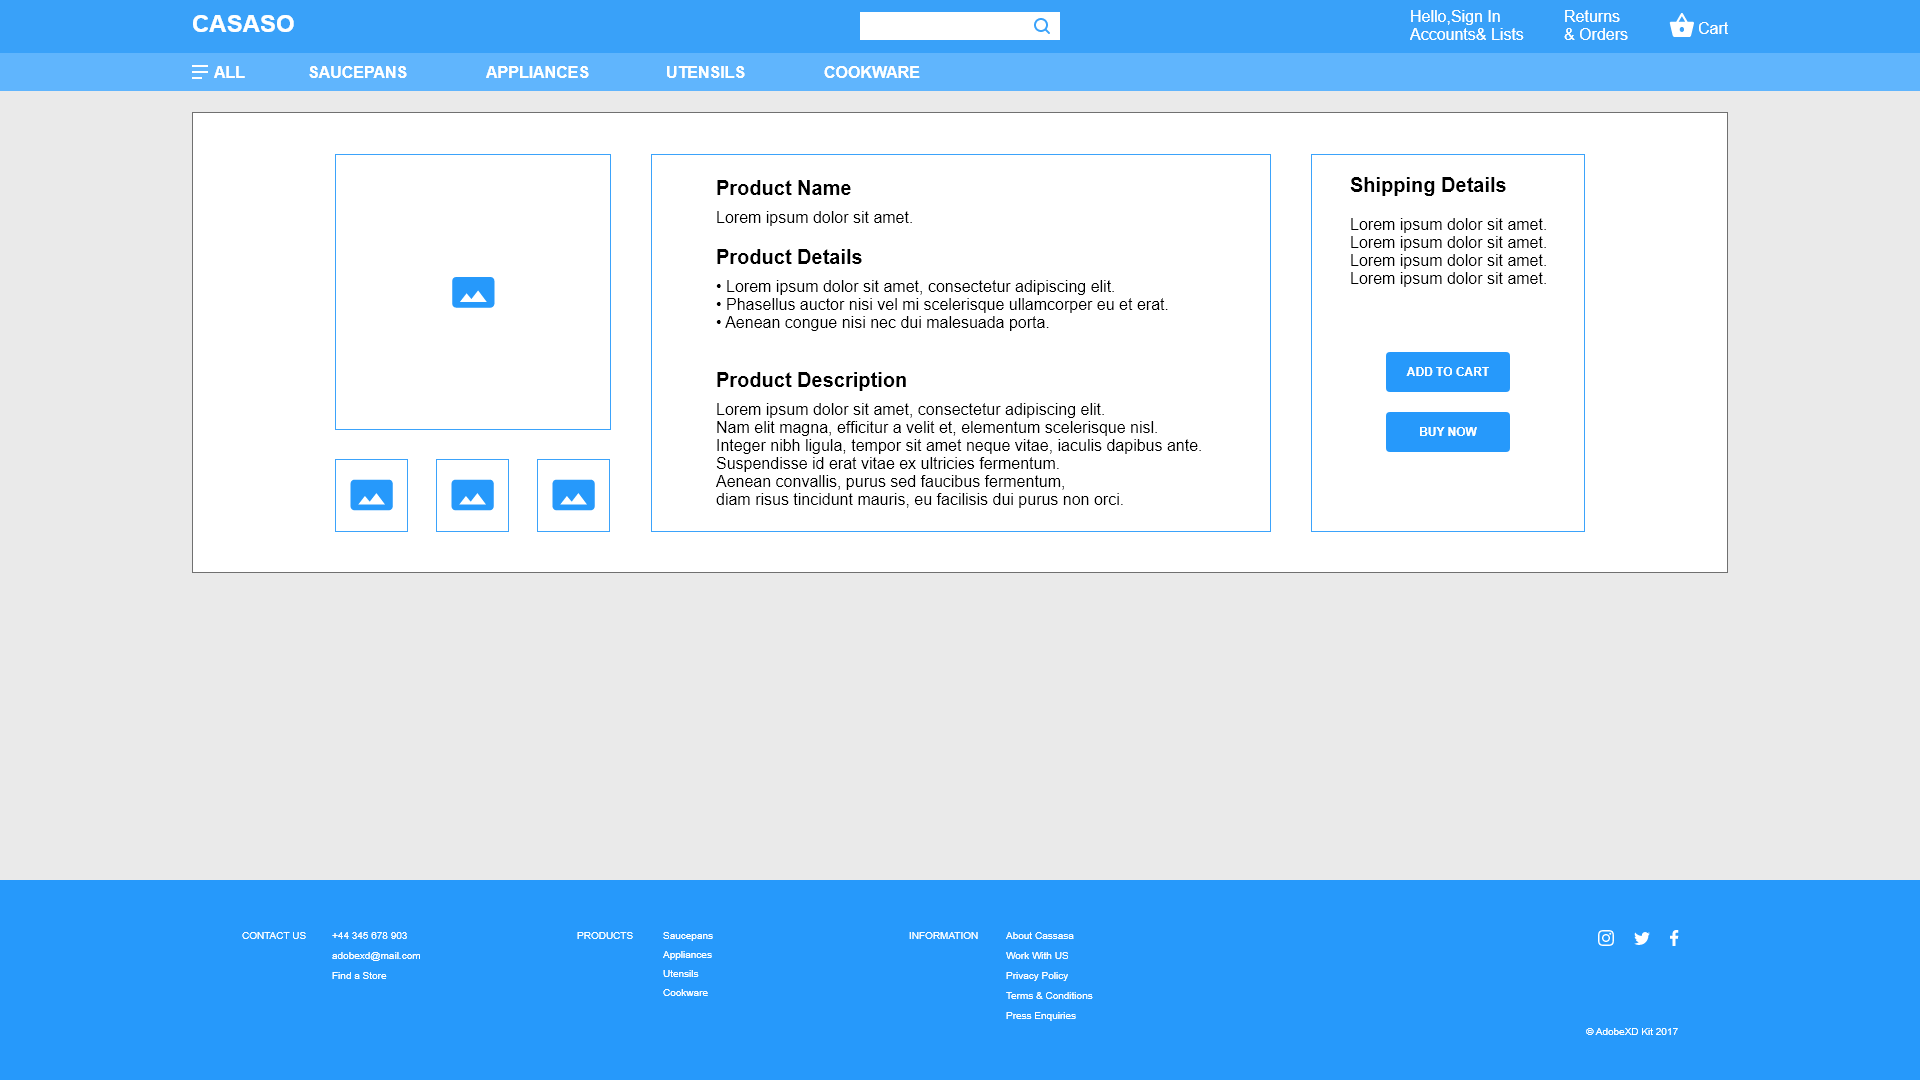 CASASO
Hello,Sign In
Accounts& Lists
Returns
& Orders
Cart
ALL
SAUCEPANS
APPLIANCES
UTENSILS
COOKWARE
Product Name
Lorem ipsum dolor sit amet.
Product Details
• Lorem ipsum dolor sit amet, consectetur adipiscing elit.
• Phasellus auctor nisi vel mi scelerisque ullamcorper eu et erat.
• Aenean congue nisi nec dui malesuada porta.
Product Description
Lorem ipsum dolor sit amet, consectetur adipiscing elit.
Nam elit magna, efficitur a velit et, elementum scelerisque nisl.
Integer nibh ligula, tempor sit amet neque vitae, iaculis dapibus ante.
Suspendisse id erat vitae ex ultricies fermentum.
Aenean convallis, purus sed faucibus fermentum,
diam risus tincidunt mauris, eu facilisis dui purus non orci.
Shipping Details
Lorem ipsum dolor sit amet.
Lorem ipsum dolor sit amet.
Lorem ipsum dolor sit amet.
Lorem ipsum dolor sit amet.
ADD TO CART
BUY NOW
CONTACT US
+44 345 678 903
adobexd@mail.com
Find a Store
PRODUCTS
Saucepans
Appliances
Utensils
Cookware
INFORMATION
About Cassasa
Work With US
Privacy Policy
Terms & Conditions
Press Enquiries
© AdobeXD Kit 2017